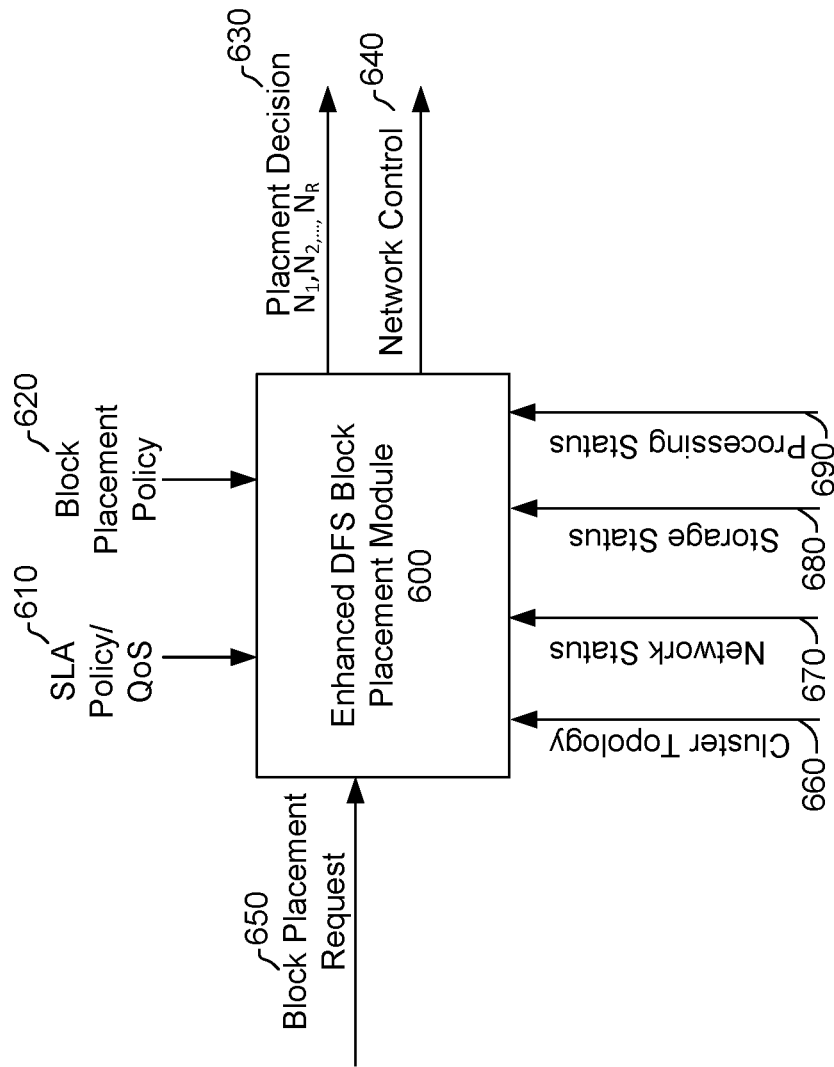 610
SLA
Policy/
QoS
620
Block
Placement
Policy
650
Block Placement
Request
Enhanced DFS Block
Placement Module
600
630
Placment Decision
N₁,N₂,..., N_R
Network Control
640
Cluster Topology
660
Network Status
670
Storage Status
680
Processing Status
690